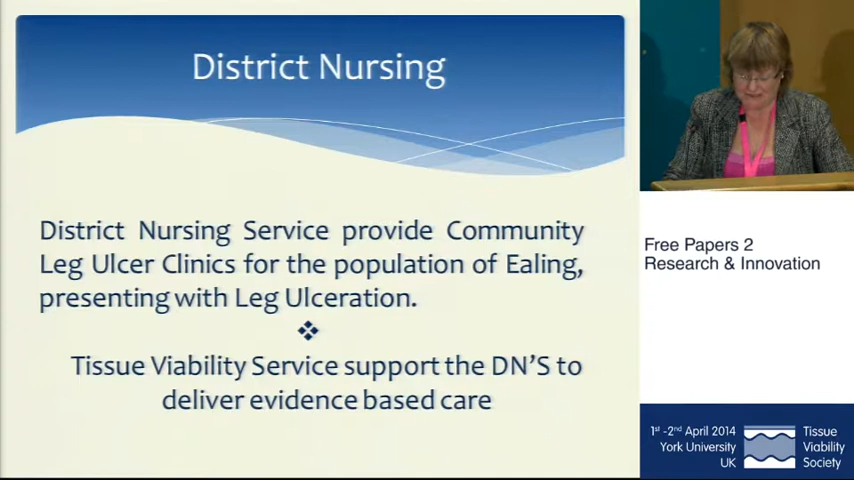 District Nursing
District Nursing Service provide Community
Leg Ulcer Clinics for the population of Ealing,
presenting with Leg Ulceration.
Tissue Viability Service support the DN'S to
deliver evidence based care
Free Papers 2
Research & Innovation
1st -2nd April 2014
York University
UK
Tissue
Viability
Society